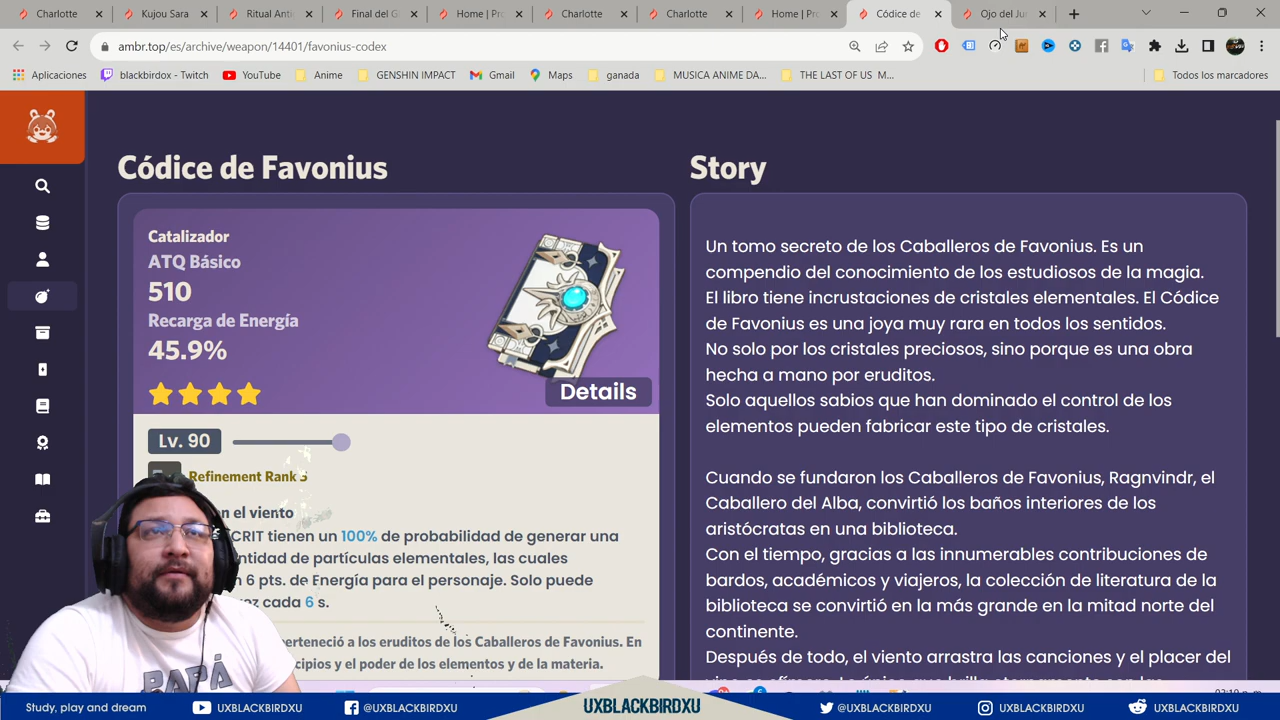 Charlotte
Kujou Sara
Ritual Anti
Final del G
Home | Pro
Charlotte
Charlotte
Home | Pro
Códice de
Ojo del Ju
ambr.top/es/archive/weapon/14401/favonius-codex
Aplicaciones
blackbirdox - Twitch
YouTube
Anime
GENSHIN IMPACT
Gmail
Maps
ganada
MUSICA ANIME DA...
THE LAST OF US M...
Todos los marcadores
Códice de Favonius
Catalizador
ATQ Básico
510
Recarga de Energía
45.9%
Details
Lv. 90
Refinement Rank 5
en el viento
CRIT tienen un 100% de probabilidad de generar una
ntidad de partículas elementales, las cuales
n 6 pts. de Energía para el personaje. Solo puede
vez cada 6 s.
perteneció a los eruditos de los Caballeros de Favonius. En
cipios y el poder de los elementos y de la materia.
Story
Un tomo secreto de los Caballeros de Favonius. Es un
compendio del conocimiento de los estudiosos de la magia.
El libro tiene incrustaciones de cristales elementales. El Códice
de Favonius es una joya muy rara en todos los sentidos.
No solo por los cristales preciosos, sino porque es una obra
hecha a mano por eruditos.
Solo aquellos sabios que han dominado el control de los
elementos pueden fabricar este tipo de cristales.
Cuando se fundaron los Caballeros de Favonius, Ragnvindr, el
Caballero del Alba, convirtió los baños interiores de los
aristócratas en una biblioteca.
Con el tiempo, gracias a las innumerables contribuciones de
bardos, académicos y viajeros, la colección de literatura de la
biblioteca se convirtió en la más grande en la mitad norte del
continente.
Después de todo, el viento arrastra las canciones y el placer del
PAPÁ
Study, play and dream
UXBLACKBIRDXU
@UXBLACKBIRDXU
UXBLACKBIRDXU
@UXBLACKBIRDXU
UXBLACKBIRDXU
UXBLACKBIRDXU